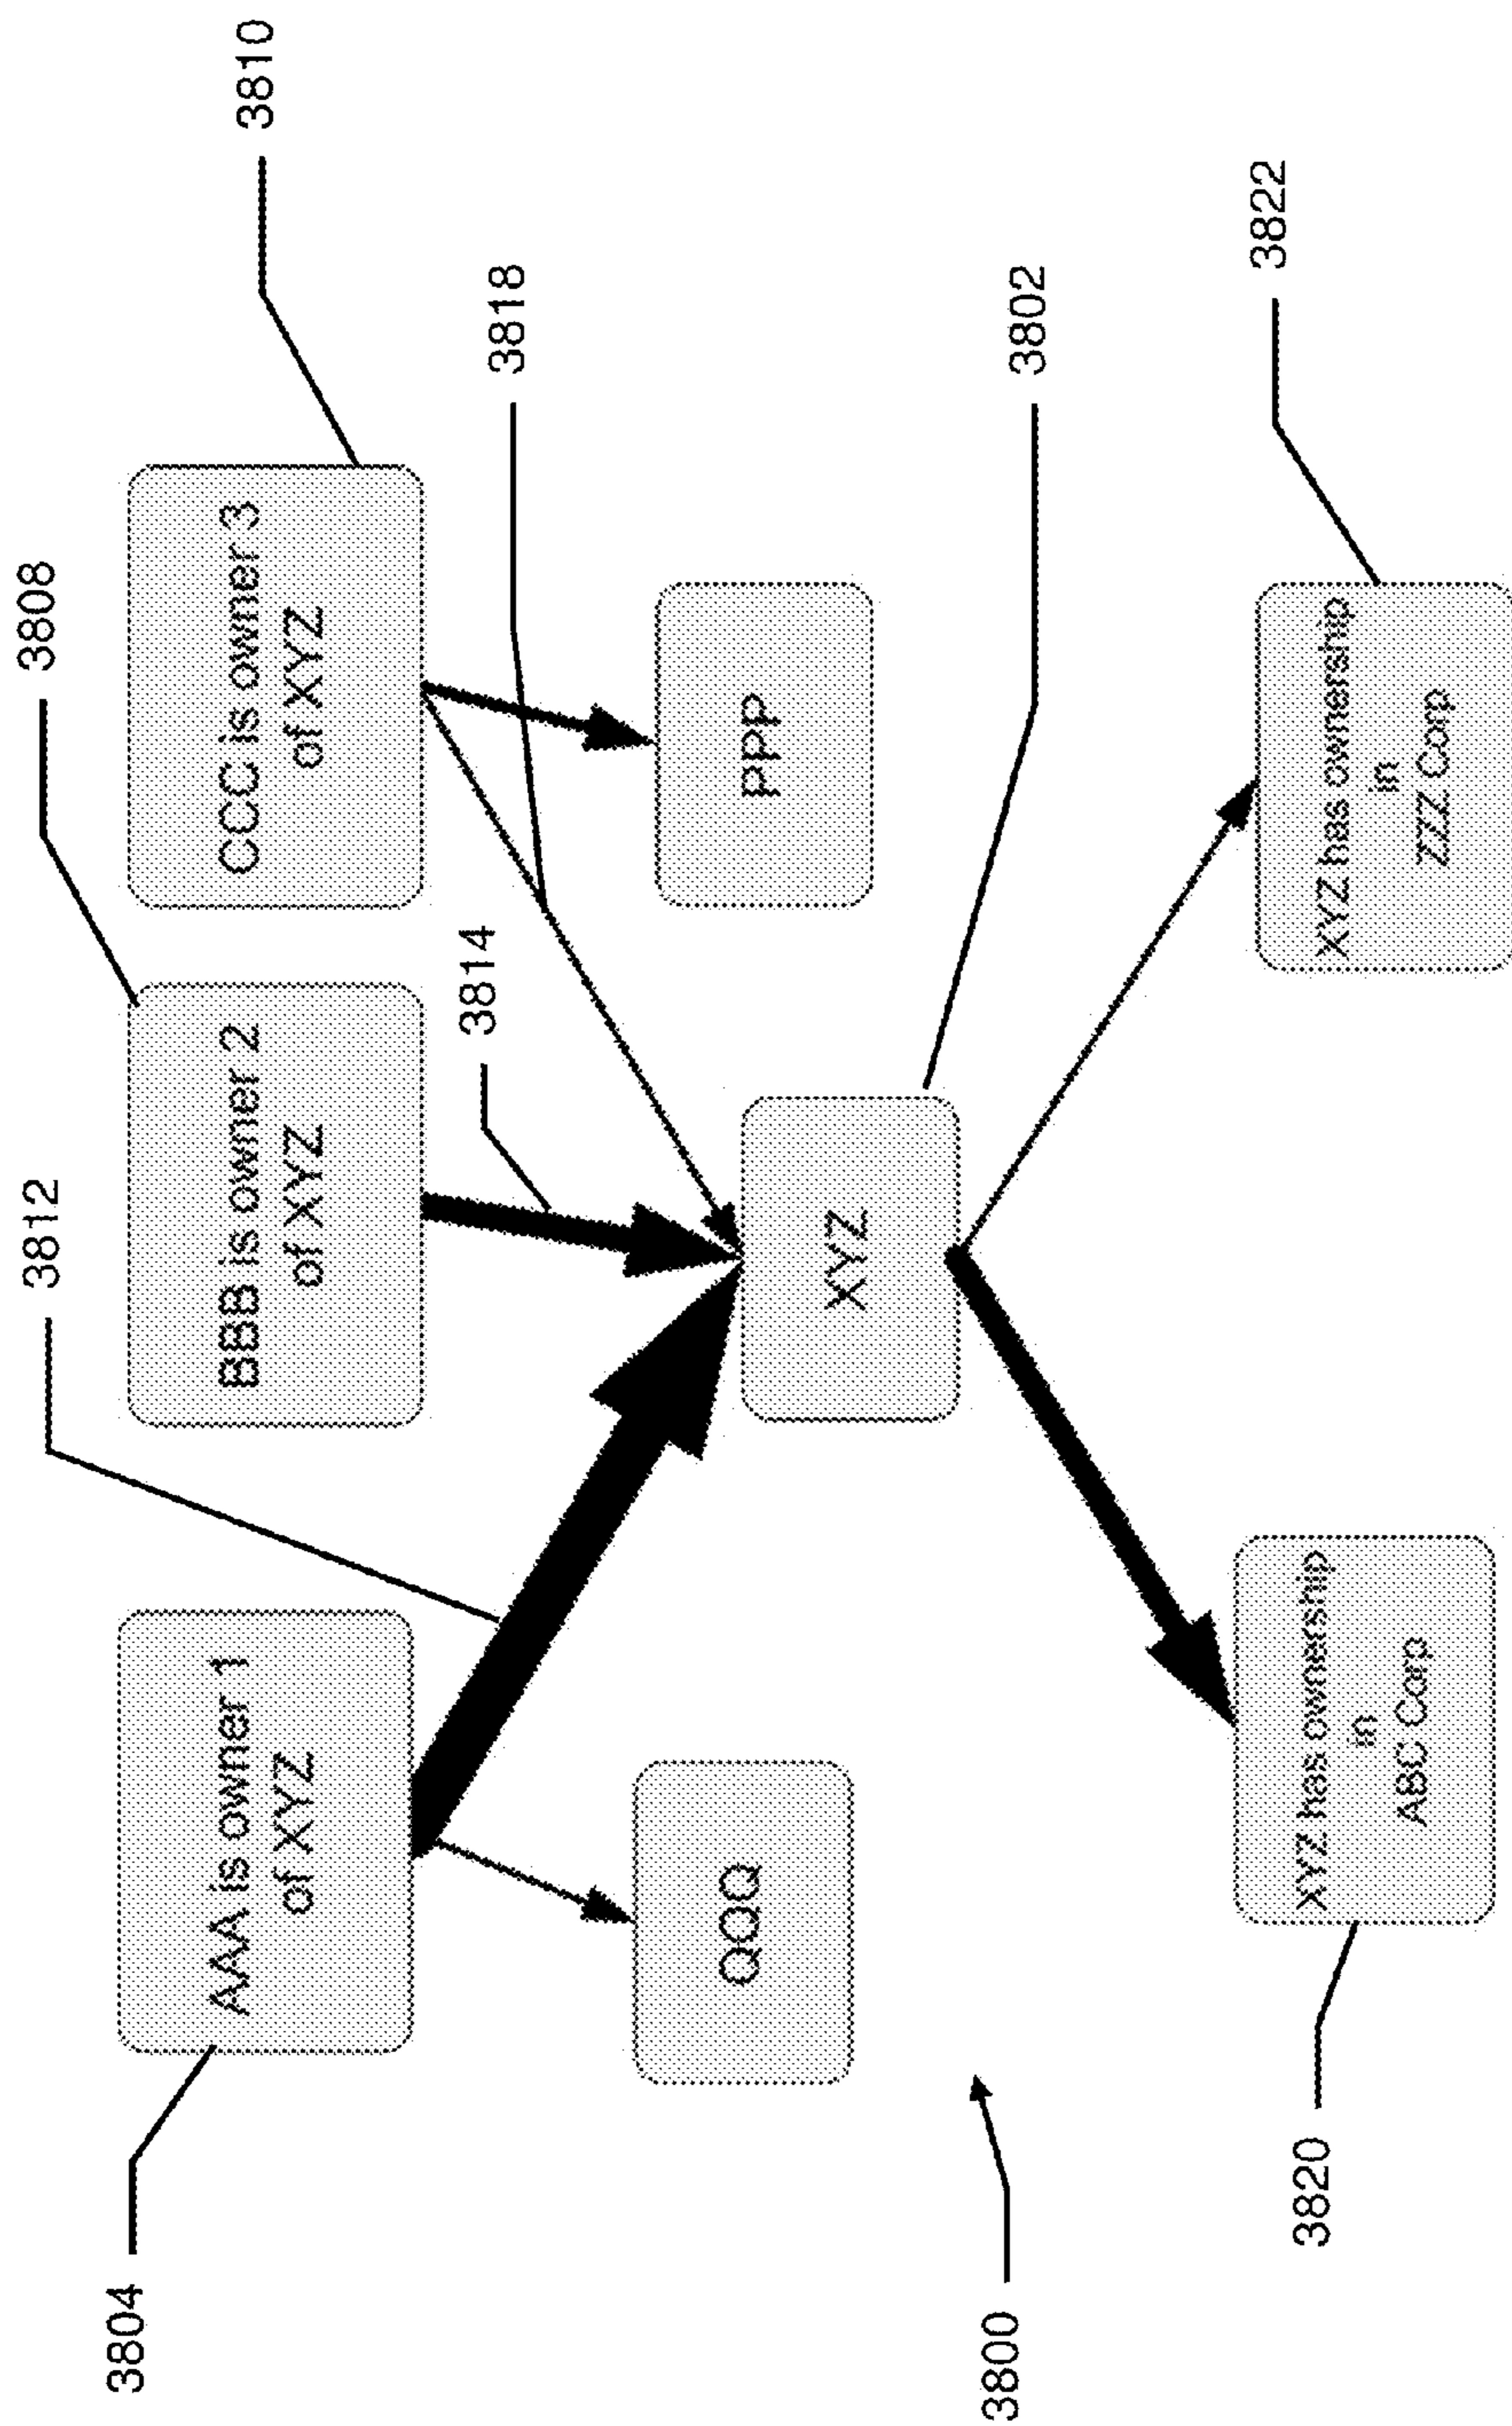 3812
3808
3810
3804
AAA is owner 1
of XYZ
BBB is owner 2
of XYZ
CCC is owner 3
of XYZ
3814
3818
QQQ
PPP
XYZ
3800
3802
3820
XYZ has ownership
in
ABC Corp
XYZ has ownership
in
ZZZ Corp
3822